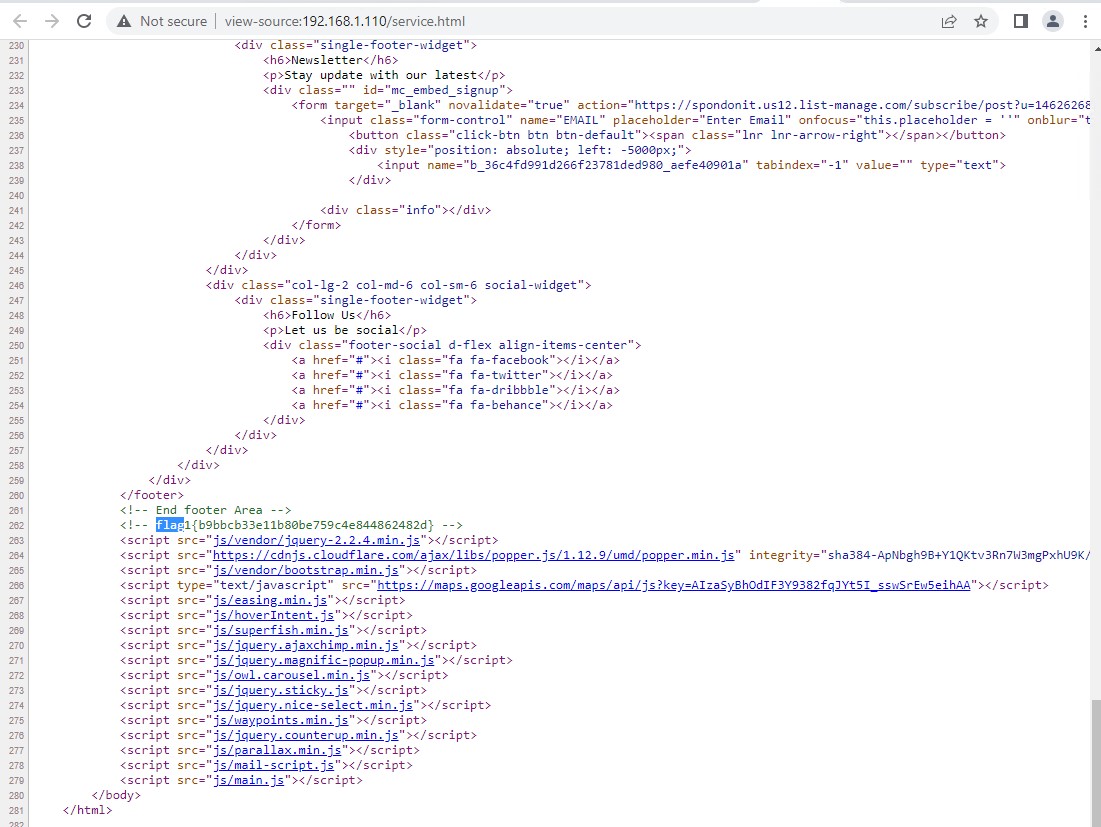 Not secure | view-source:192.168.1.110/service.html
230 <div class="single-footer-widget">
231 <h6>Newsletter</h6>
232 <p>Stay update with our latest</p>
233 <div class="" id="mc_embed_signup">
234 <form target="_blank" novalidate="true" action="https://spondonit.us12.list-manage.com/subscribe/post?u=14626268
235 <input class="form-control" name="EMAIL" placeholder="Enter Email" onfocus="this.placeholder = ''" onblur="t
236 <button class="click-btn btn btn-default"><span class="lnr lnr-arrow-right"></span></button>
237 <div style="position: absolute; left: -5000px;">
238 <input name="b_36c4fd991d266f23781ded980_aefe40901a" tabindex="-1" value="" type="text">
239 </div>
240
241 <div class="info"></div>
242 </form>
243 </div>
244 </div>
245 </div>
246 <div class="col-lg-2 col-md-6 col-sm-6 social-widget">
247 <div class="single-footer-widget">
248 <h6>Follow Us</h6>
249 <p>Let us be social</p>
250 <div class="footer-social d-flex align-items-center">
251 <a href="#"><i class="fa fa-facebook"></i></a>
252 <a href="#"><i class="fa fa-twitter"></i></a>
253 <a href="#"><i class="fa fa-dribbble"></i></a>
254 <a href="#"><i class="fa fa-behance"></i></a>
255 </div>
256 </div>
257 </div>
258 </div>
259 </div>
260 </footer>
261 <!-- End footer Area -->
262 <!-- flag1{b9bbcb33e11b80be759c4e844862482d} -->
263 <script src="js/vendor/jquery-2.2.4.min.js"></script>
264 <script src="https://cdnjs.cloudflare.com/ajax/libs/popper.js/1.12.9/umd/popper.min.js" integrity="sha384-ApNbgh9B+Y1QKtv3Rn7W3mgPxhU9K/
265 <script src="js/vendor/bootstrap.min.js"></script>
266 <script type="text/javascript" src="https://maps.googleapis.com/maps/api/js?key=AIzaSyBhOdIF3Y9382fqJYt5I_sswSrEw5eihAA"></script>
267 <script src="js/easing.min.js"></script>
268 <script src="js/hoverIntent.js"></script>
269 <script src="js/superfish.min.js"></script>
270 <script src="js/jquery.ajaxchimp.min.js"></script>
271 <script src="js/jquery.magnific-popup.min.js"></script>
272 <script src="js/owl.carousel.min.js"></script>
273 <script src="js/jquery.sticky.js"></script>
274 <script src="js/jquery.nice-select.min.js"></script>
275 <script src="js/waypoints.min.js"></script>
276 <script src="js/jquery.counterup.min.js"></script>
277 <script src="js/parallax.min.js"></script>
278 <script src="js/mail-script.js"></script>
279 <script src="js/main.js"></script>
280 </body>
281 </html>
282